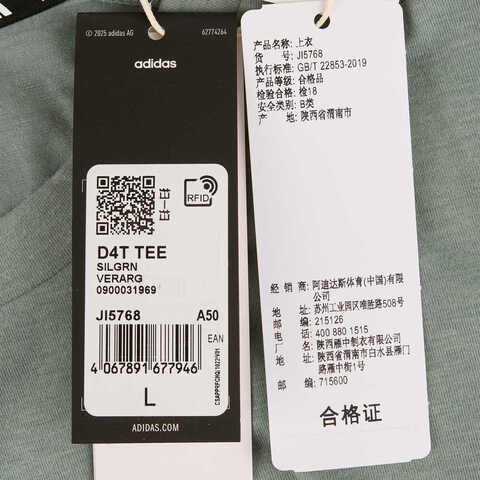 © 2025 adidas AG
62774264
adidas
RFID
D4T TEE
SILGRN
VERARG
0900031969
JI5768
A50
EAN
4 067891 677946
L
ADIDAS.COM
产品名称: 上衣
货 号: JI5768
执行标准: GB/T 22853-2019
产品等级: 合格品
检验合格: 检18
安全类别: B类
产 地: 陕西省渭南市
经 销 商: 阿迪达斯体育(中国)有限
公司
地 址: 苏州工业园区唯胜路508号
邮 编: 215126
电 话: 400 880 1515
制 造 商: 陕西雁中制衣有限公司
地 址: 陕西省渭南市白水县雁门
路雁中街1号
邮 编: 715600
合格证